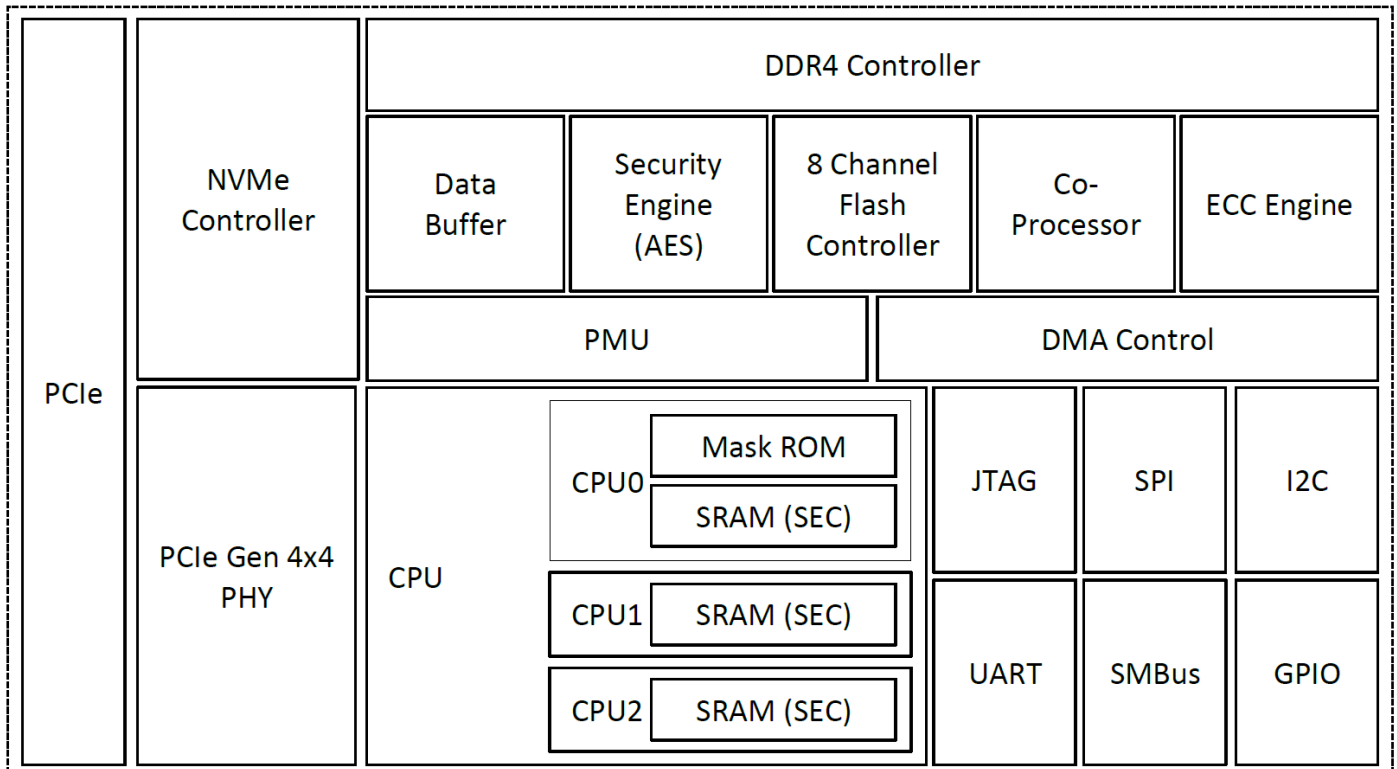 DDR4 Controller
PCIe
NVMe
Controller
Data
Buffer
Security
Engine
(AES)
8 Channel
Flash
Controller
Co-
Processor
ECC Engine
PMU
DMA Control
PCIe Gen 4x4
PHY
CPU
CPU0
Mask ROM
SRAM (SEC)
CPU1
SRAM (SEC)
CPU2
SRAM (SEC)
JTAG
SPI
I2C
UART
SMBus
GPIO